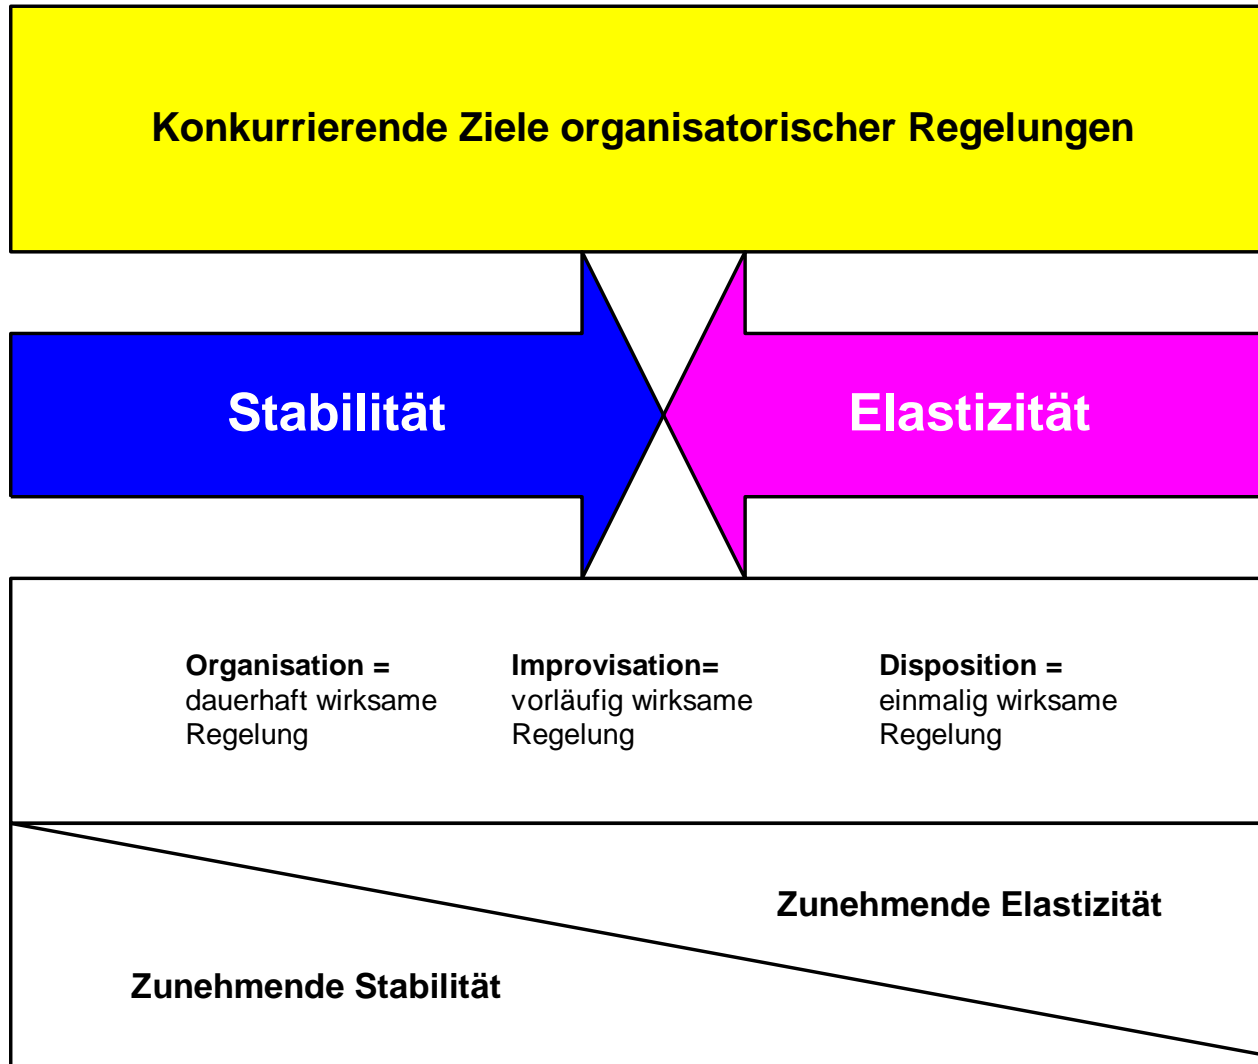 Konkurrierende Ziele organisatorischer Regelungen
Stabilität
Elastizität
Organisation =
dauerhaft wirksame
Regelung
Improvisation=
vorläufig wirksame
Regelung
Disposition =
einmalig wirksame
Regelung
Zunehmende Elastizität
Zunehmende Stabilität